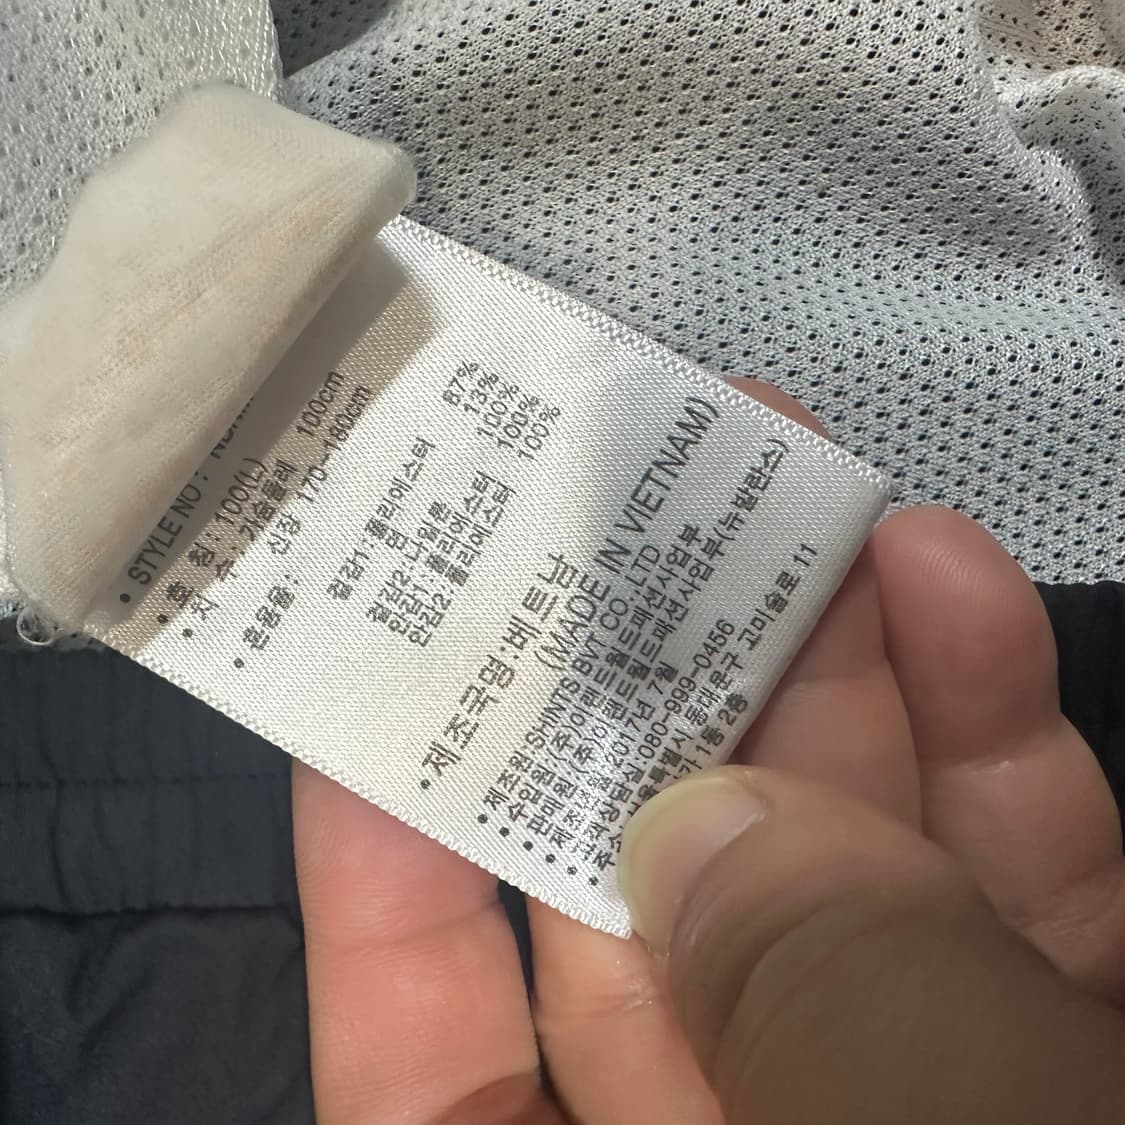 • STYLE NO :
• 호 칭 : 100(L)
• 치 수 : 가슴둘레 100cm
신장 170-180cm
• 혼용율 :
겉감1 : 폴리에스터 87%
13%
겉감2 : 나일론 100%
안감1 : 폴리에스터 100%
안감2 : 폴리에스터 100%
• 제조국명 : 베트남
(MADE IN VIETNAM)
• 제조원 : SHINTS BVT CO.,LTD
• 수입원 : (주)이랜드월드패션사업부
• 판매원 : (주)이랜드월드패션사업부(뉴발란스)
• 제조년월 : 2017년 7월
• 고객상담실 : 080-999-0456
• 주소 : 서울특별시 동대문구 고미술로 11
1동 2층